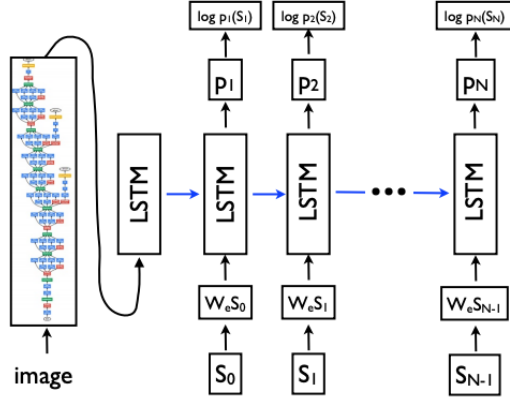 log p₁(S₁) log p₂(S₂) log pN(SN)
p₁ p₂ pN
LSTM LSTM LSTM LSTM
WₑS₀ WₑS₁ WₑSN-1
image S₀ S₁ SN-1